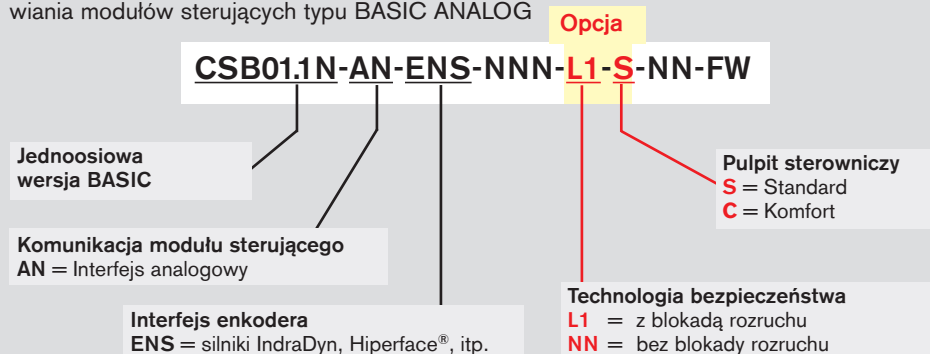 wiania modułów sterujących typu BASIC ANALOG
Opcja
CSB01.1N-AN-ENS-NNN-L1-S-NN-FW
Jednoosiowa
wersja BASIC
Pulpit sterowniczy
S = Standard
C = Komfort
Komunikacja modułu sterującego
AN = Interfejs analogowy
Interfejs enkodera
ENS = silniki IndraDyn, Hiperface®, itp.
Technologia bezpieczeństwa
L1 = z blokadą rozruchu
NN = bez blokady rozruchu